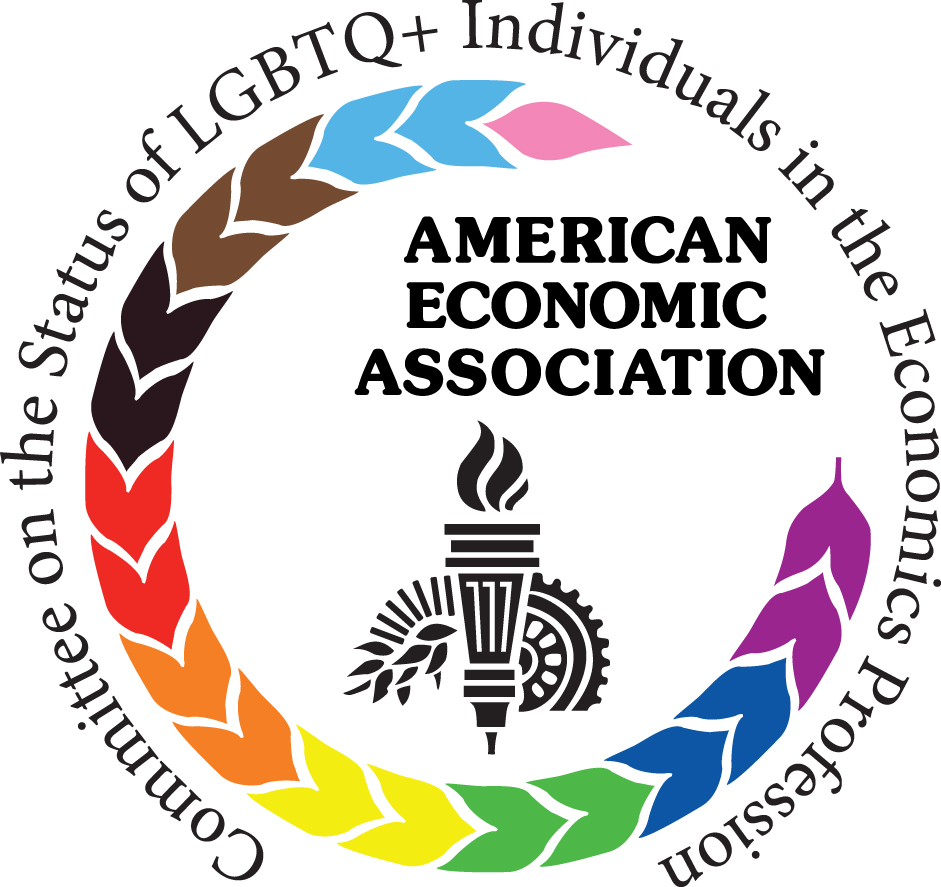 Committee on the Status of LGBTQ+ Individuals in the Economics Profession
AMERICAN
ECONOMIC
ASSOCIATION